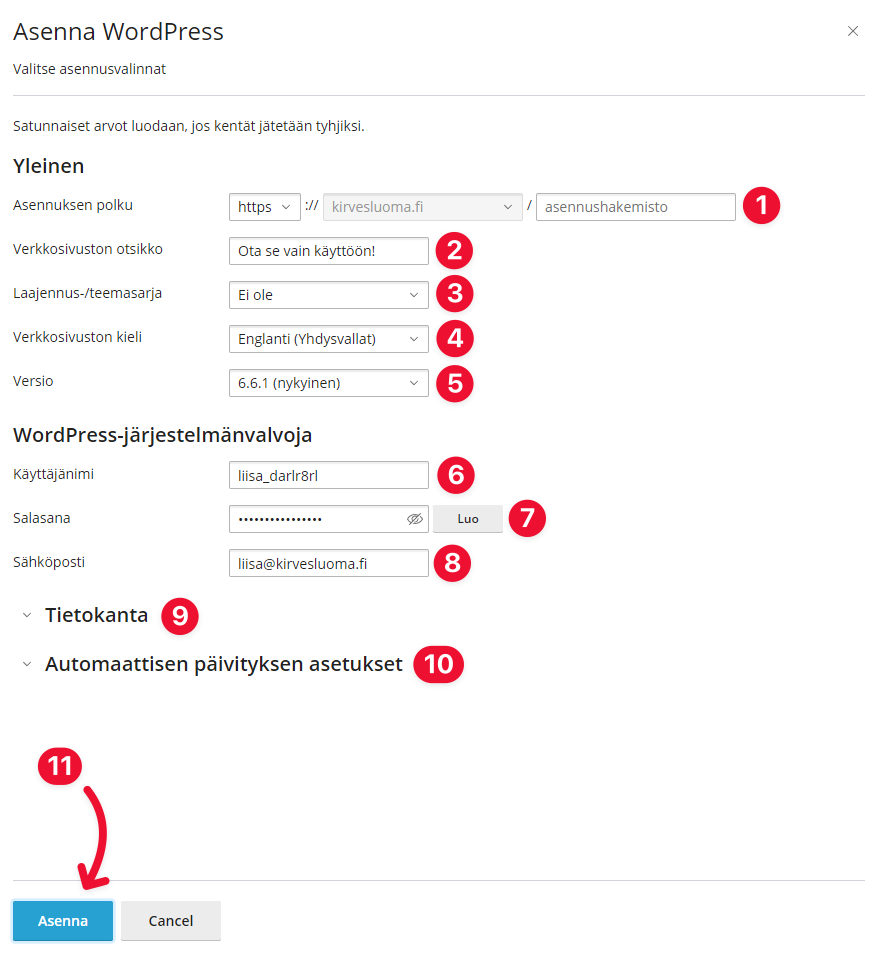 Asenna WordPress
Valitse asennusvalinnat
Satunnaiset arvot luodaan, jos kentät jätetään tyhjiksi.
Yleinen
Asennuksen polku https :// kirvesluoma.fi / asennushakemisto 1
Verkkosivuston otsikko Ota se vain käyttöön! 2
Laajennus-/teemasarja Ei ole 3
Verkkosivuston kieli Englanti (Yhdysvallat) 4
Versio 6.6.1 (nykyinen) 5
WordPress-järjestelmänvalvoja
Käyttäjänimi liisa_darlr8rl 6
Salasana •••••••••••••••• Luo 7
Sähköposti liisa@kirvesluoma.fi 8
Tietokanta 9
Automaattisen päivityksen asetukset 10
11
Asenna Cancel